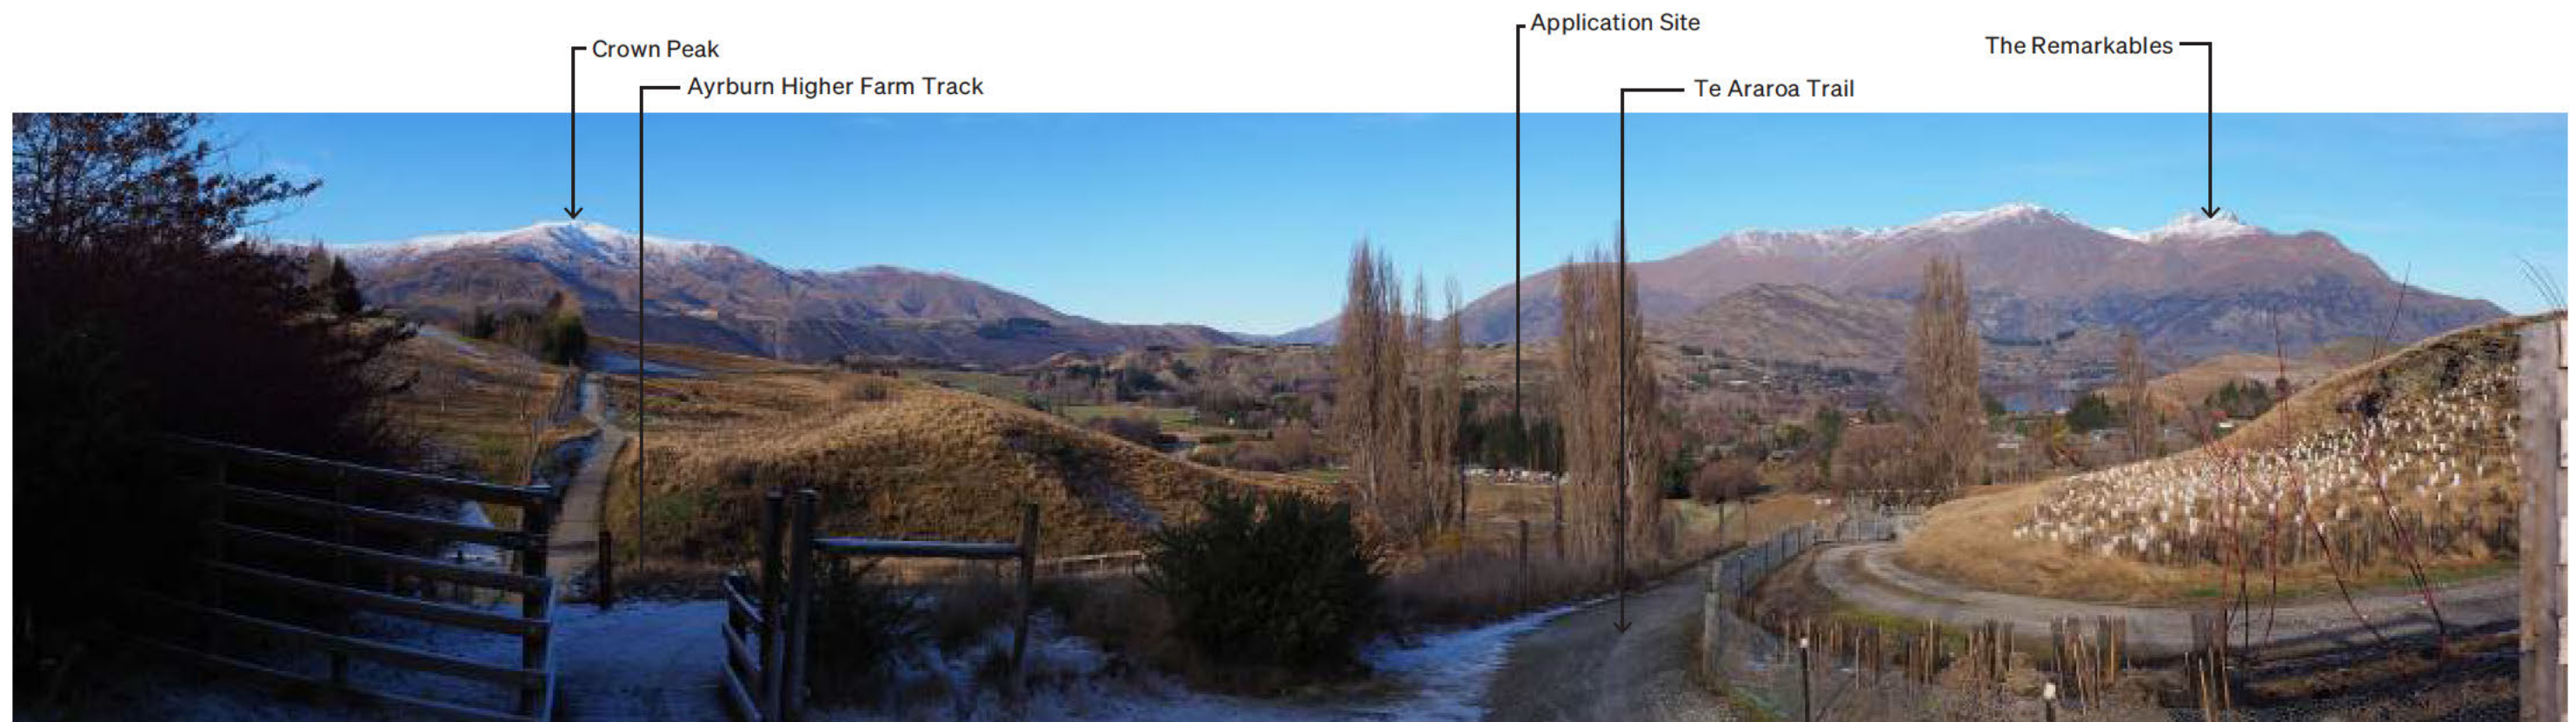 Application Site
Crown Peak
The Remarkables
Ayrburn Higher Farm Track
Te Araroa Trail